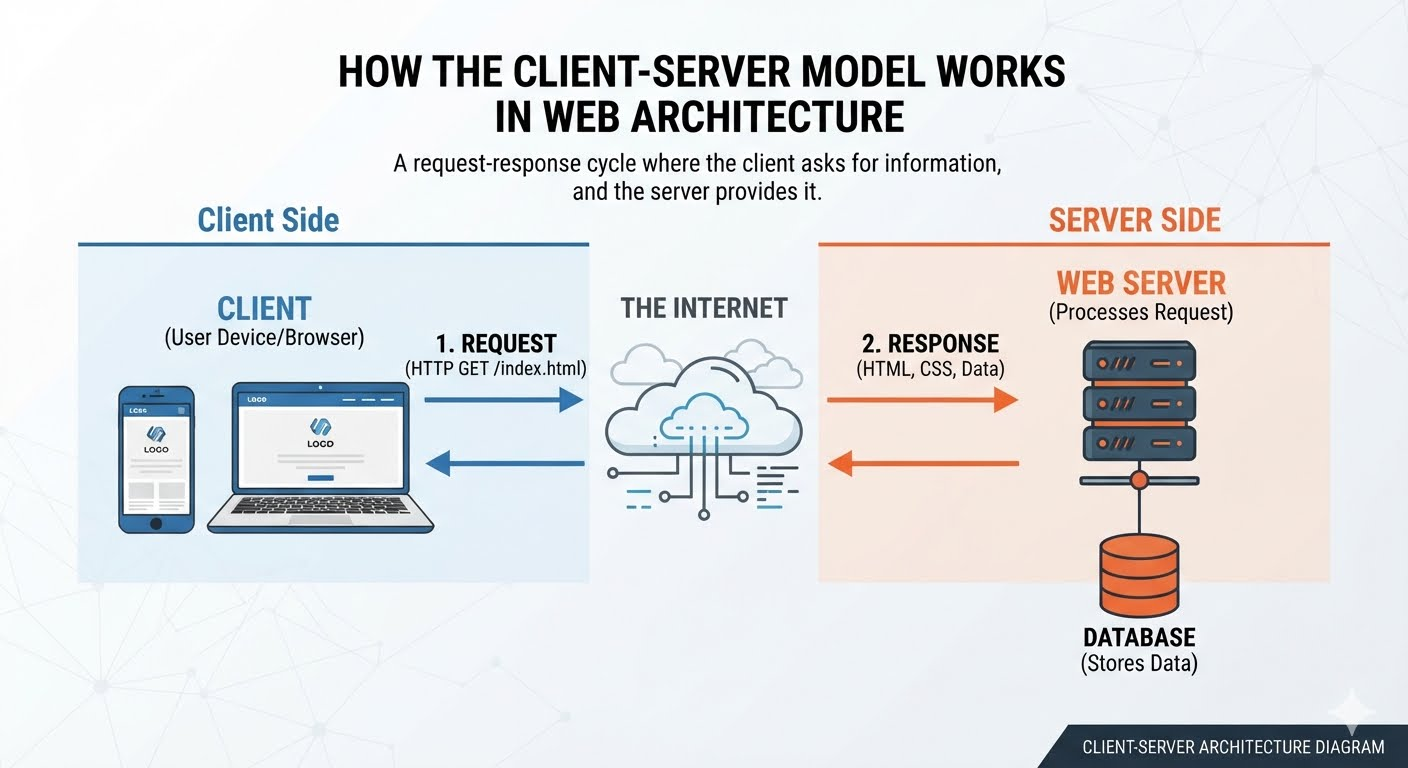 HOW THE CLIENT-SERVER MODEL WORKS
IN WEB ARCHITECTURE
A request-response cycle where the client asks for information,
and the server provides it.
Client Side
SERVER SIDE
CLIENT
(User Device/Browser)
1. REQUEST
(HTTP GET /index.html)
THE INTERNET
2. RESPONSE
(HTML, CSS, Data)
WEB SERVER
(Processes Request)
LOGO
LOGO
LOGO
DATABASE
(Stores Data)
CLIENT-SERVER ARCHITECTURE DIAGRAM